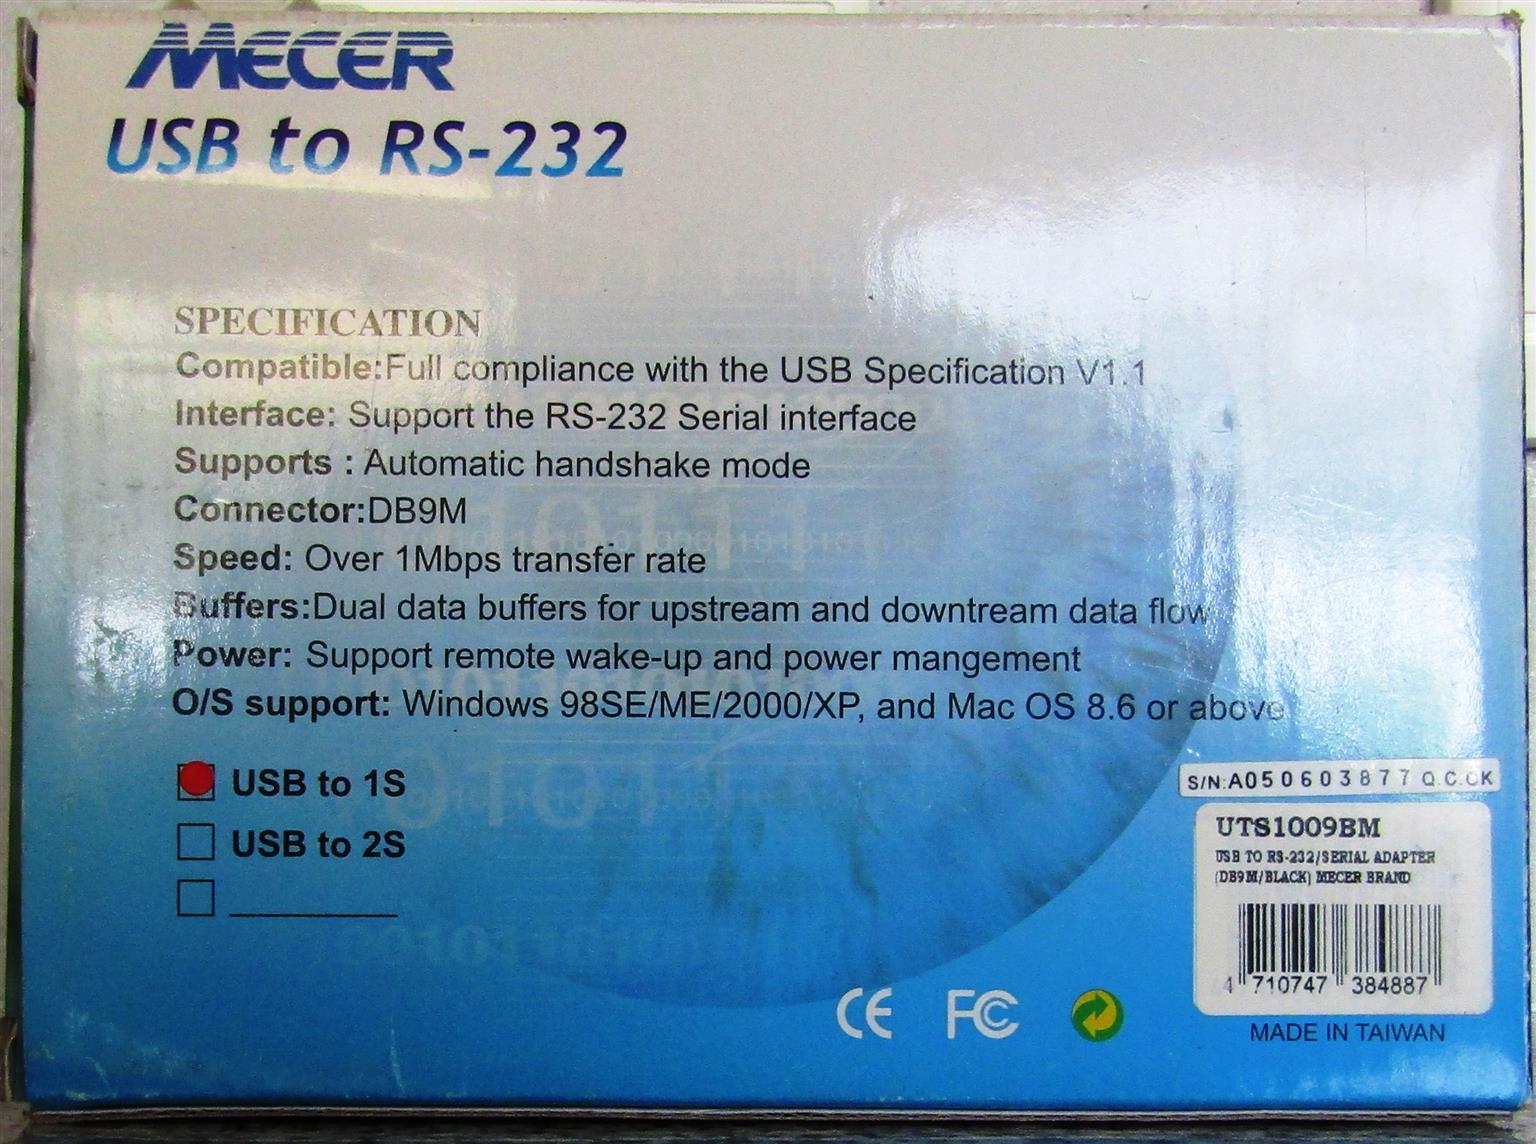 MECER
USB to RS-232
SPECIFICATION
Compatible:Full compliance with the USB Specification V1.1
Interface: Support the RS-232 Serial interface
Supports : Automatic handshake mode
Connector:DB9M
Speed: Over 1Mbps transfer rate
Buffers:Dual data buffers for upstream and downtream data flow
Power: Support remote wake-up and power mangement
O/S support: Windows 98SE/ME/2000/XP, and Mac OS 8.6 or above
USB to 1S
USB to 2S
S/N:A050603877 Q.C.OK
UTS1009BM
USB TO RS-232/SERIAL ADAPTER
(DB9M/BLACK) MECER BRAND
4 710747 384887
CE FC
MADE IN TAIWAN